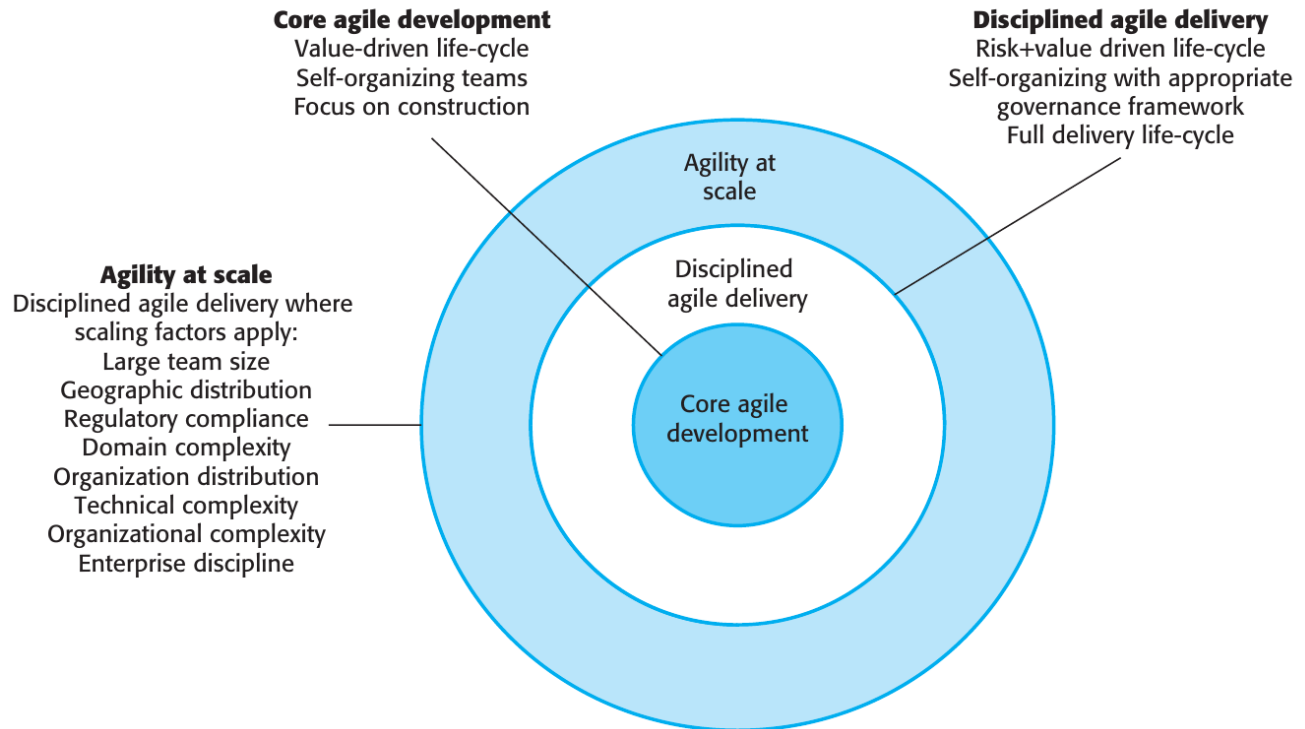 Core agile development
Value-driven life-cycle
Self-organizing teams
Focus on construction
Disciplined agile delivery
Risk+value driven life-cycle
Self-organizing with appropriate
governance framework
Full delivery life-cycle
Agility at scale
Disciplined agile delivery where
scaling factors apply:
Large team size
Geographic distribution
Regulatory compliance
Domain complexity
Organization distribution
Technical complexity
Organizational complexity
Enterprise discipline
Agility at
scale
Disciplined
agile delivery
Core agile
development